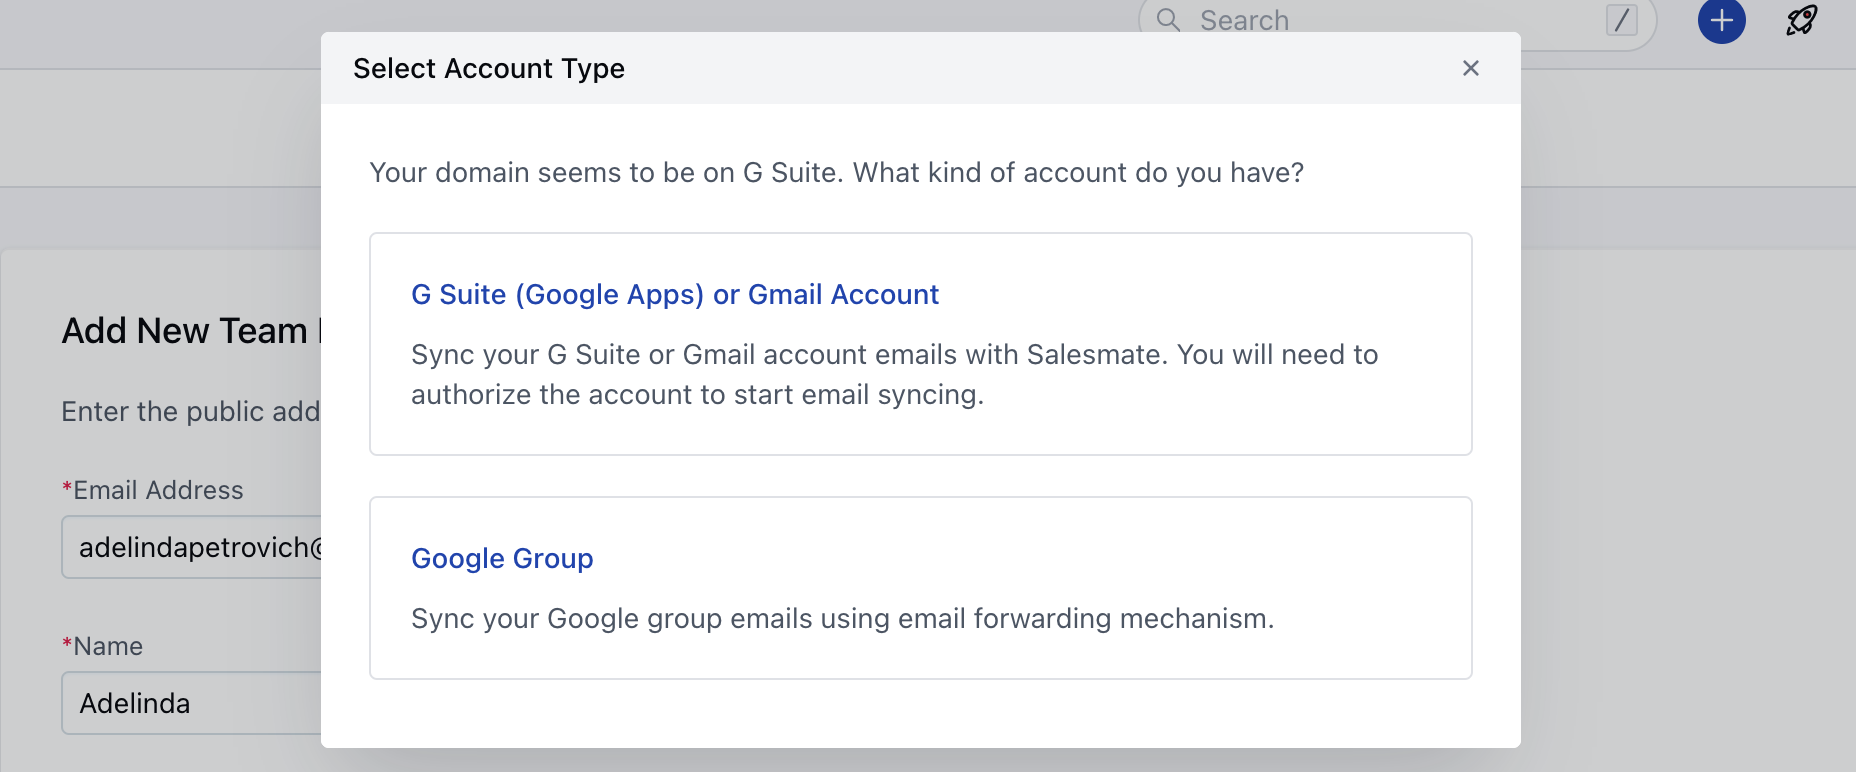 Search /
Select Account Type
Your domain seems to be on G Suite. What kind of account do you have?
G Suite (Google Apps) or Gmail Account
Sync your G Suite or Gmail account emails with Salesmate. You will need to
authorize the account to start email syncing.
Google Group
Sync your Google group emails using email forwarding mechanism.
Add New Team
Enter the public add
*Email Address
adelindapetrovich@
*Name
Adelinda